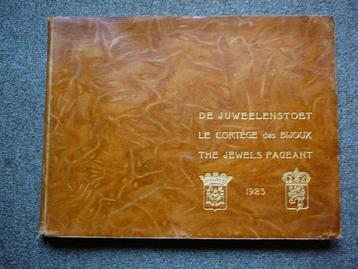 DE JUWEELENSTOET
LE CORTÈGE des BIJOUX
THE JEWELS PAGEANT
1923